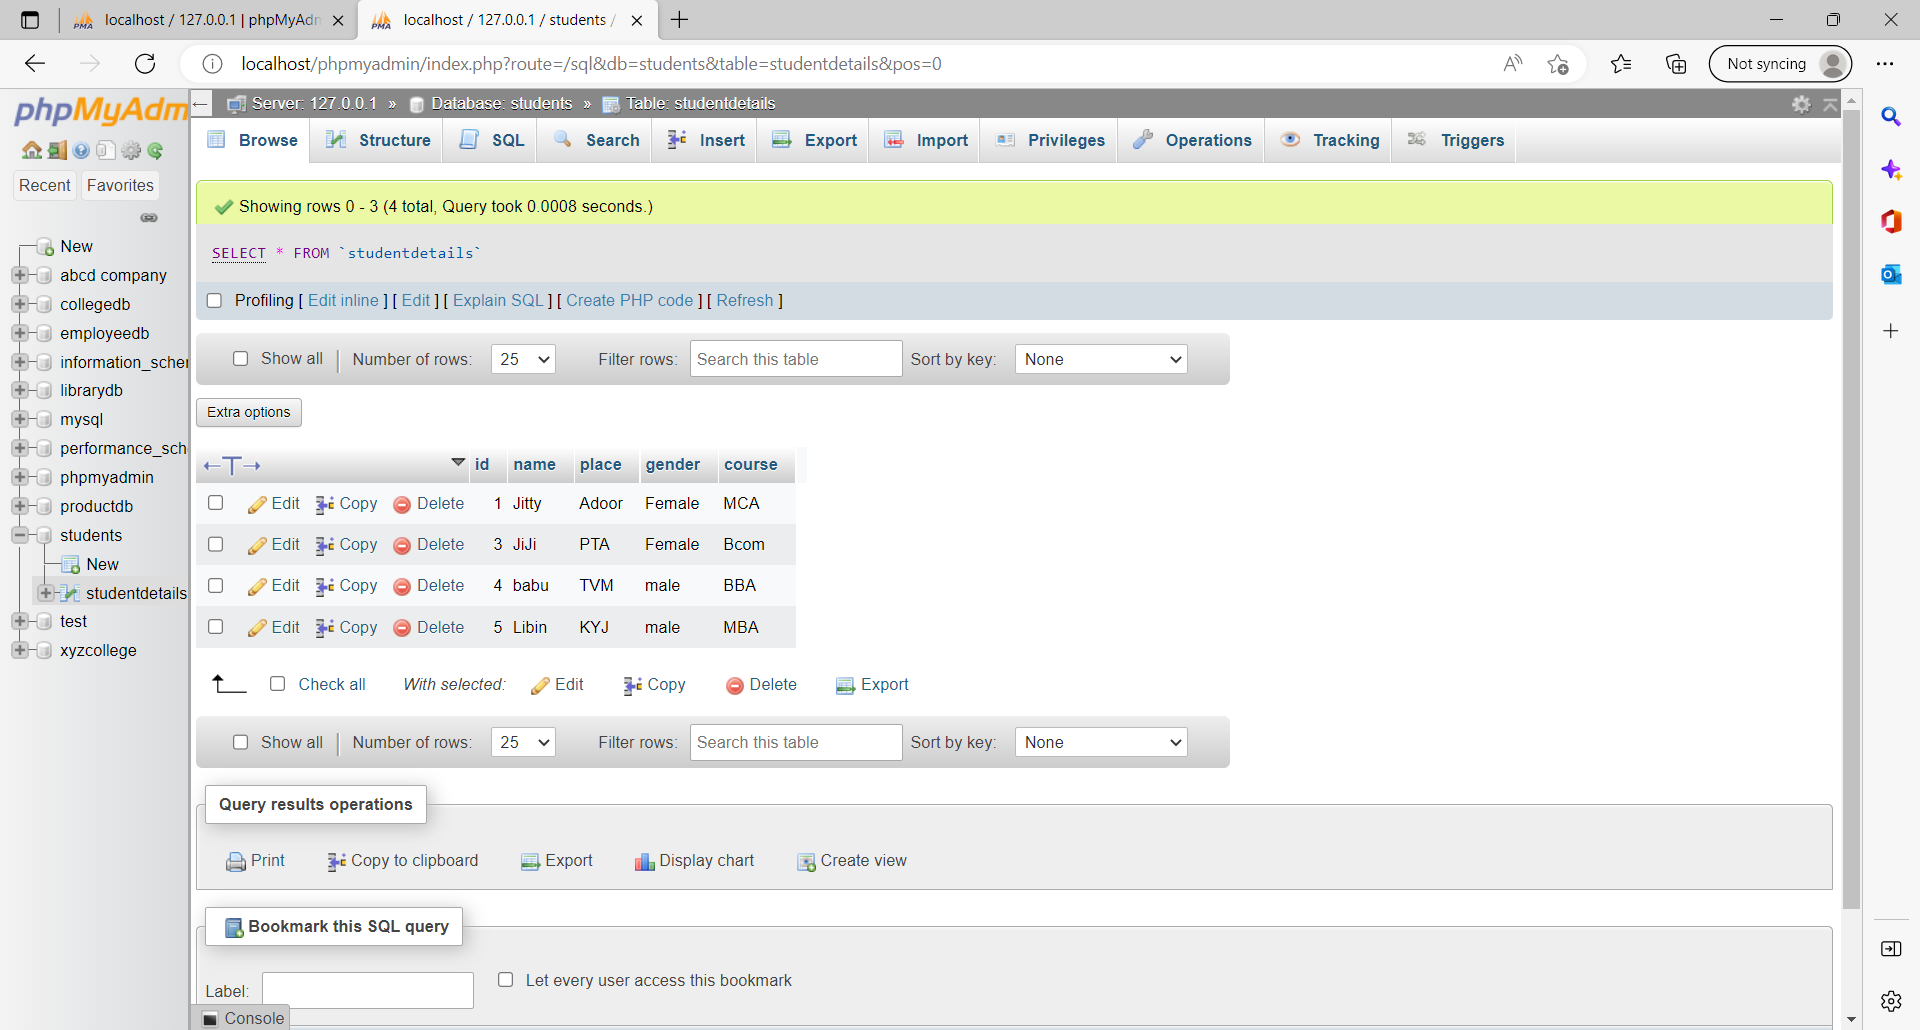 localhost / 127.0.0.1 | phpMyAdn
localhost / 127.0.0.1 / students /
localhost/phpmyadmin/index.php?route=/sql&db=students&table=studentdetails&pos=0
Not syncing
phpMyAdm
Recent Favorites
New
abcd company
collegedb
employeedb
information_scher
librarydb
mysql
performance_sch
phpmyadmin
productdb
students
New
studentdetails
test
xyzcollege
Server: 127.0.0.1 » Database: students » Table: studentdetails
Browse Structure SQL Search Insert Export Import Privileges Operations Tracking Triggers
Showing rows 0 - 3 (4 total, Query took 0.0008 seconds.)
SELECT * FROM `studentdetails`
Profiling [ Edit inline ] [ Edit ] [ Explain SQL ] [ Create PHP code ] [ Refresh ]
Show all | Number of rows: 25 Filter rows: Search this table Sort by key: None
Extra options
←T→ id name place gender course
Edit Copy Delete 1 Jitty Adoor Female MCA
Edit Copy Delete 3 JiJi PTA Female Bcom
Edit Copy Delete 4 babu TVM male BBA
Edit Copy Delete 5 Libin KYJ male MBA
Check all With selected: Edit Copy Delete Export
Show all | Number of rows: 25 Filter rows: Search this table Sort by key: None
Query results operations
Print Copy to clipboard Export Display chart Create view
Bookmark this SQL query
Label: Let every user access this bookmark
Console